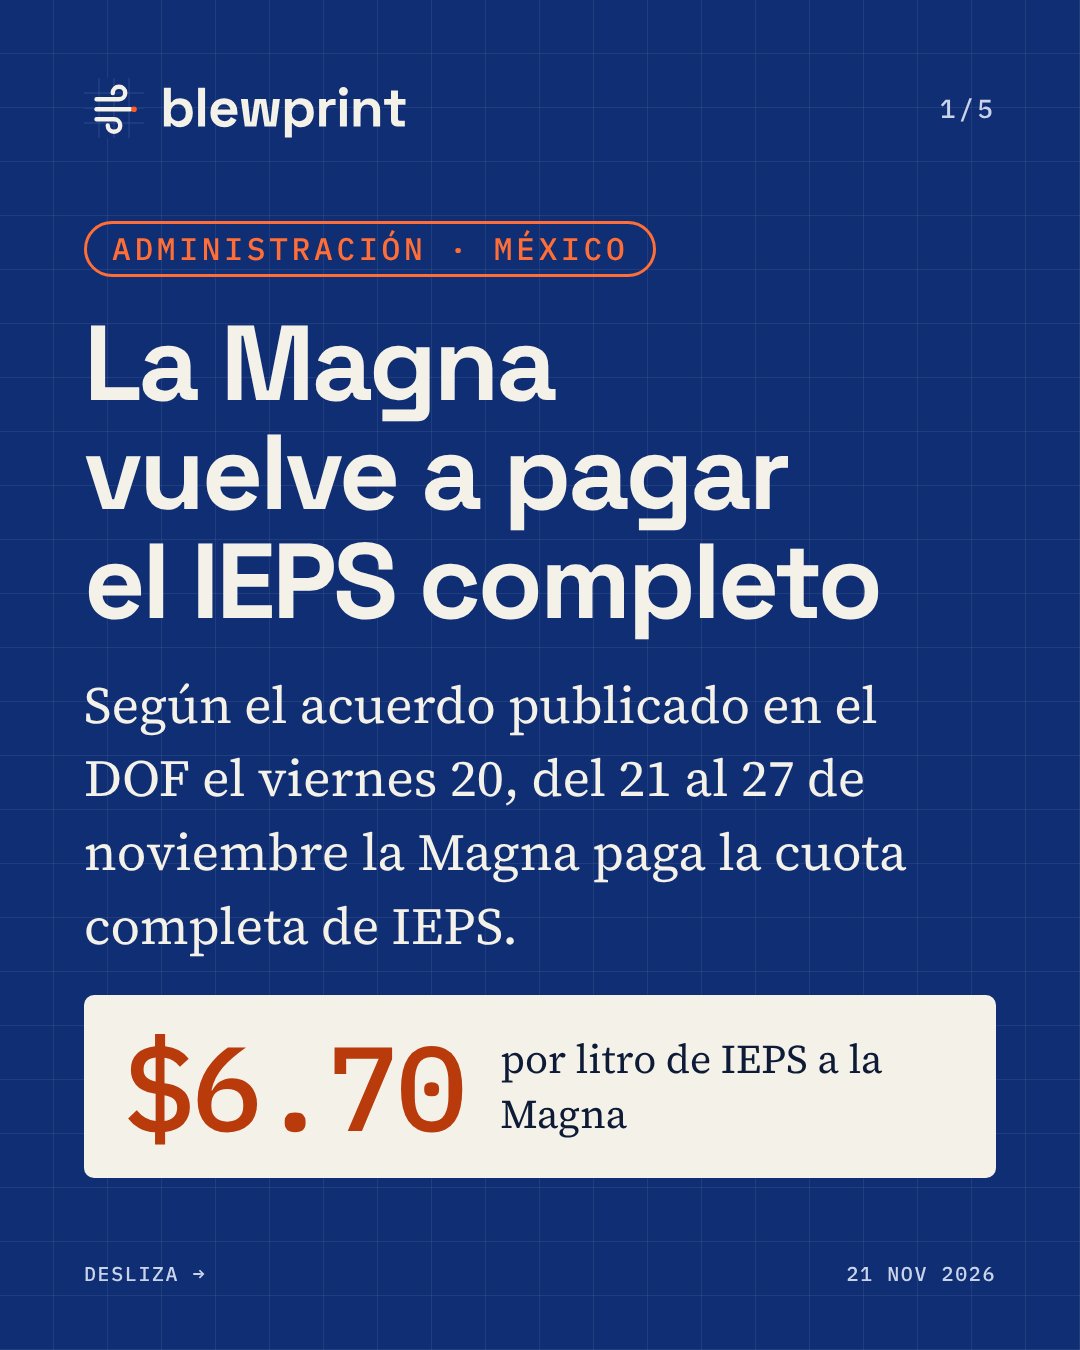 blewprint
1/5
ADMINISTRACIÓN · MÉXICO
La Magna
vuelve a pagar
el IEPS completo
Según el acuerdo publicado en el
DOF el viernes 20, del 21 al 27 de
noviembre la Magna paga la cuota
completa de IEPS.
$6.70
por litro de IEPS a la
Magna
DESLIZA →
21 NOV 2026